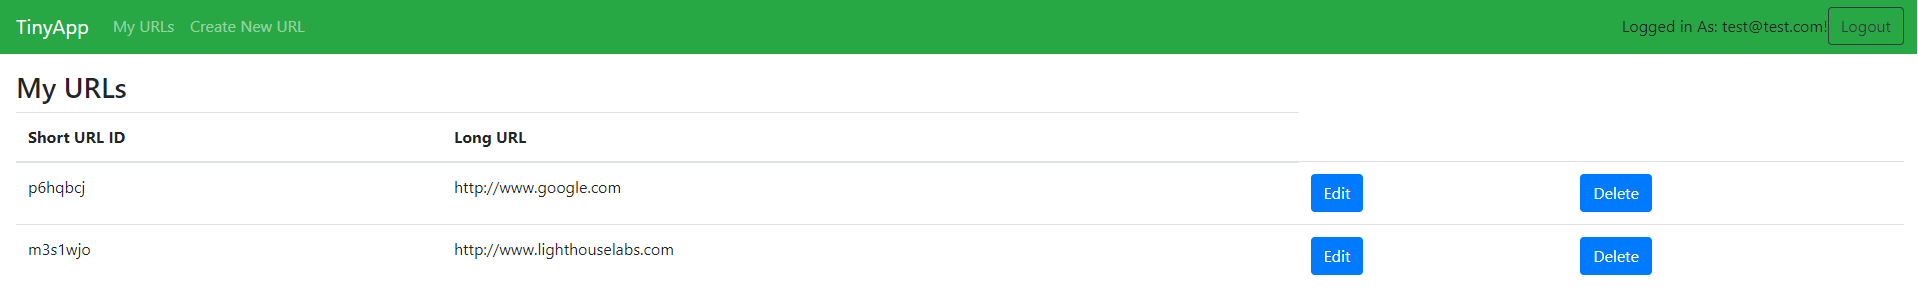 TinyApp My URLs Create New URL Logged in As: test@test.com! Logout
My URLs
Short URL ID Long URL
p6hqbcj http://www.google.com Edit Delete
m3s1wjo http://www.lighthouselabs.com Edit Delete